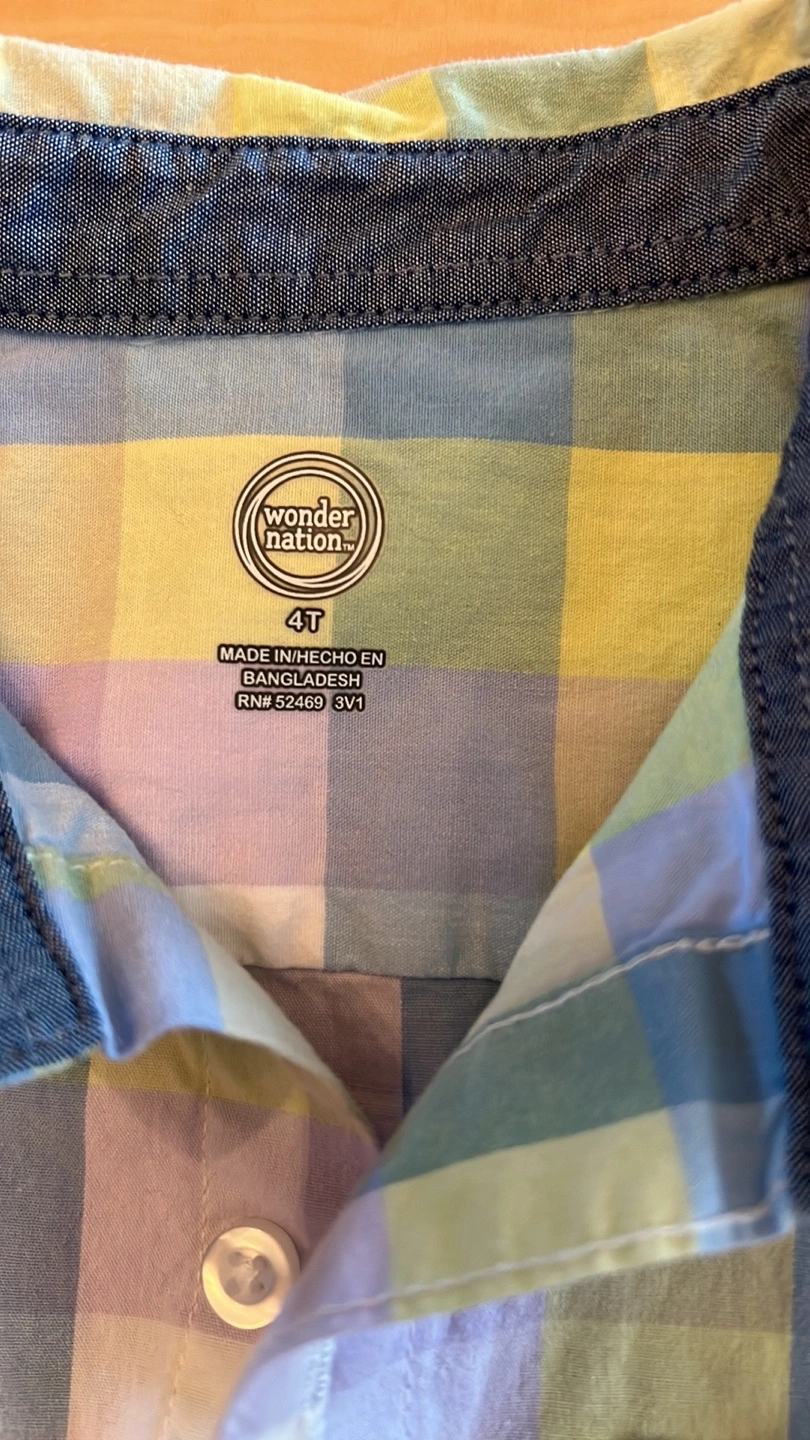 wonder
nation™
4T
MADE IN/HECHO EN
BANGLADESH
RN# 52469 3V1